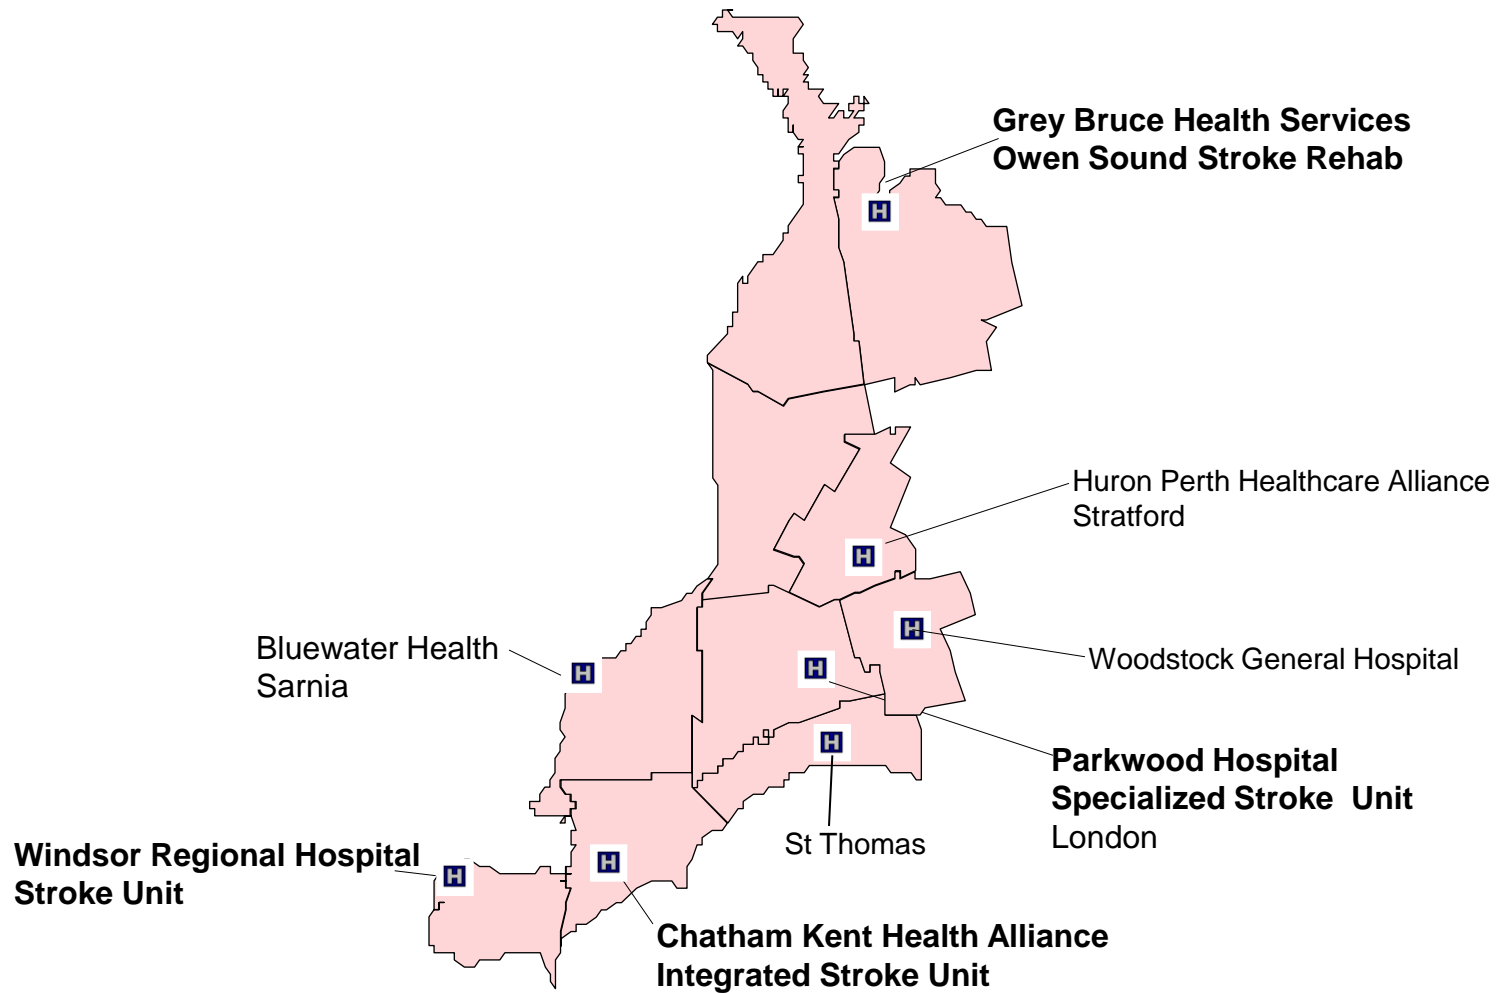 Grey Bruce Health Services
Owen Sound Stroke Rehab
H
Huron Perth Healthcare Alliance
Stratford
H
H
Woodstock General Hospital
Bluewater Health
Sarnia
H
H
Parkwood Hospital
Specialized Stroke  Unit
London
H
St Thomas
Windsor Regional Hospital
Stroke Unit
H
H
Chatham Kent Health Alliance
Integrated Stroke Unit